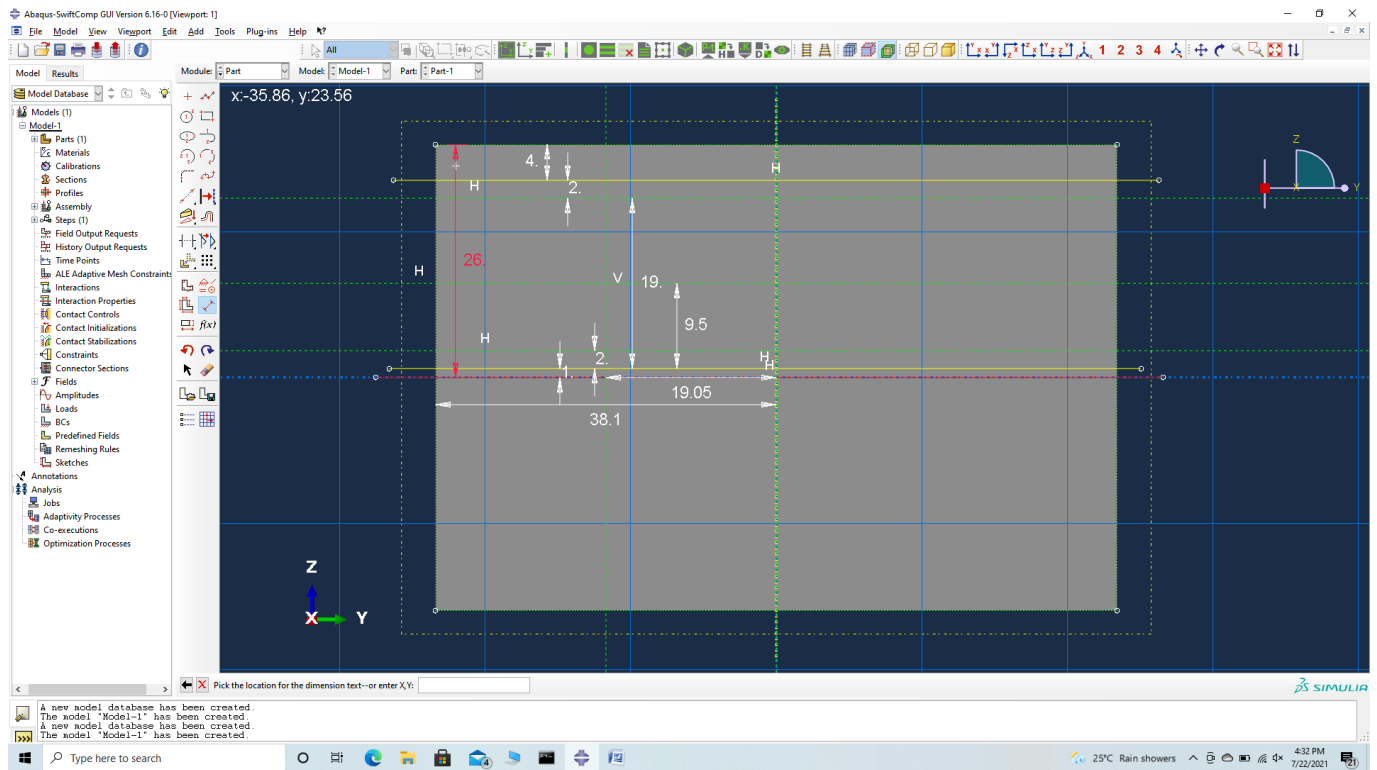 Abaqus-SwiftComp GUI Version 6.16-0 [Viewport: 1]
File Model View Viewport Edit Add Tools Plug-ins Help
All
1 2 3 4
Model Results
Module: Part Model: Model-1 Part: Part-1
Model Database
Models (1)
Model-1
Parts (1)
Materials
Calibrations
Sections
Profiles
Assembly
Steps (1)
Field Output Requests
History Output Requests
Time Points
ALE Adaptive Mesh Constraints
Interactions
Interaction Properties
Contact Controls
Contact Initializations
Contact Stabilizations
Constraints
Connector Sections
Fields
Amplitudes
Loads
BCs
Predefined Fields
Remeshing Rules
Sketches
Annotations
Analysis
Jobs
Adaptivity Processes
Co-executions
Optimization Processes
f(x)
x:-35.86, y:23.56
4.
H
H
2.
26.
H
V
19.
9.5
H
2.
H
H
1.
19.05
38.1
Z
Y
X
Z
X
Y
Pick the location for the dimension text--or enter X,Y:
SIMULIA
A new model database has been created.
The model "Model-1" has been created.
A new model database has been created.
The model "Model-1" has been created.
>>>
Type here to search
4
25°C Rain showers
4:32 PM
7/22/2021
21